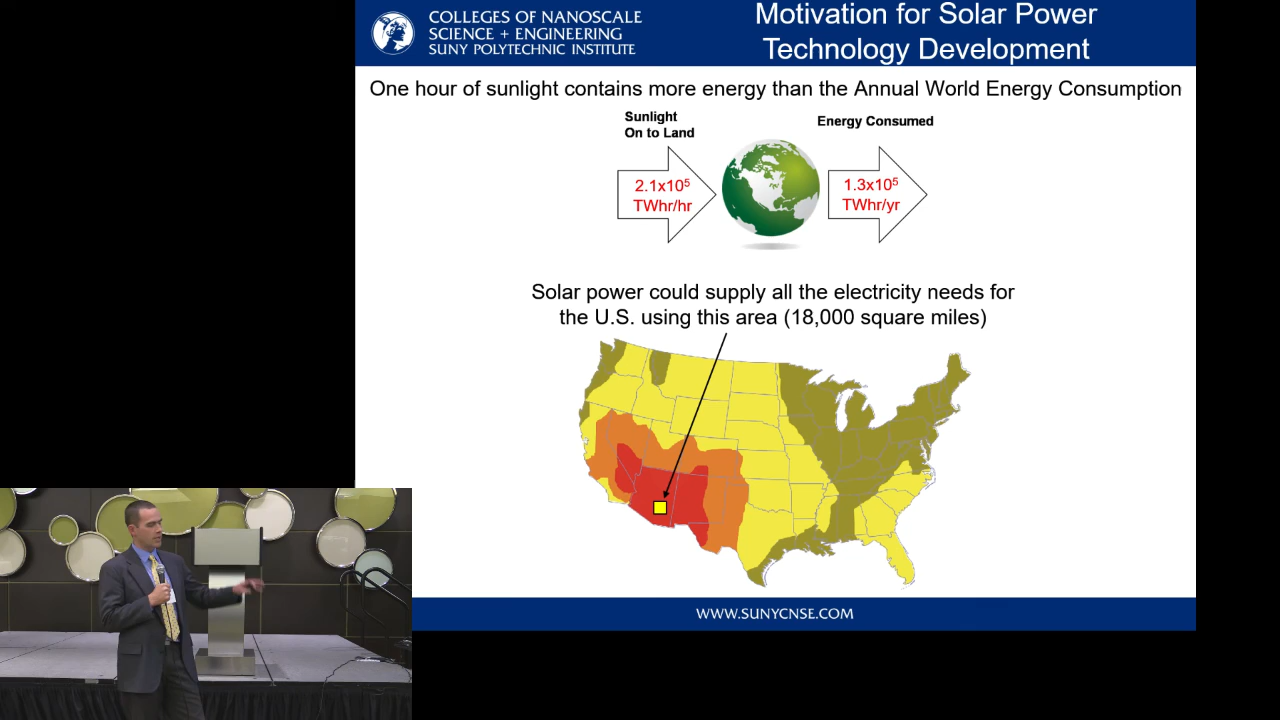 COLLEGES OF NANOSCALE
SCIENCE + ENGINEERING
SUNY POLYTECHNIC INSTITUTE
Motivation for Solar Power
Technology Development
One hour of sunlight contains more energy than the Annual World Energy Consumption
Sunlight
On to Land
Energy Consumed
2.1x10⁵
TWhr/hr
1.3x10⁵
TWhr/yr
Solar power could supply all the electricity needs for
the U.S. using this area (18,000 square miles)
WWW.SUNYCNSE.COM